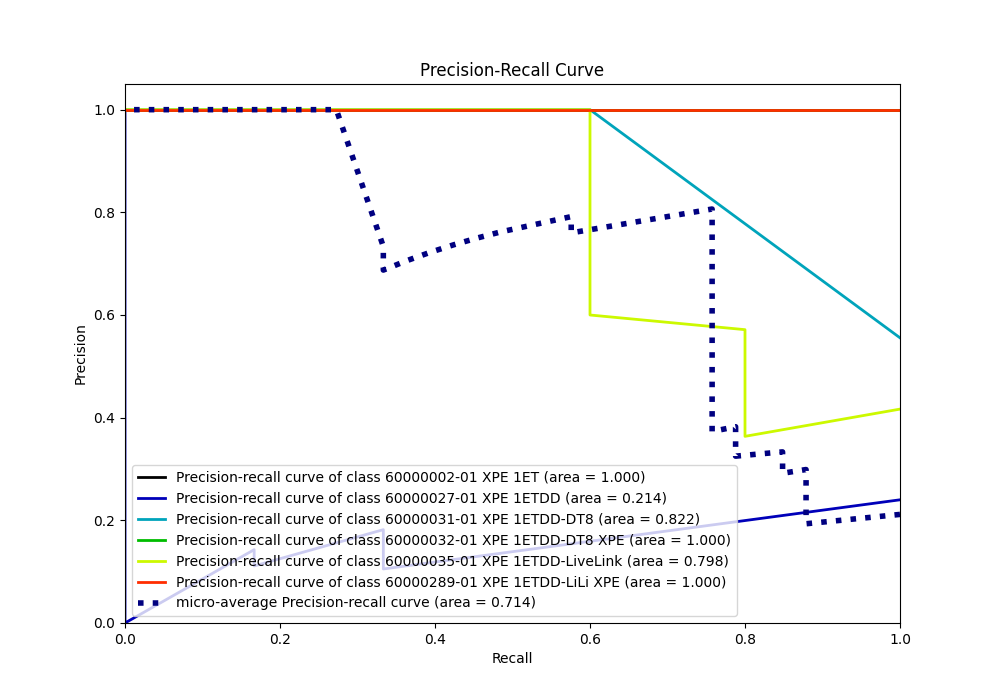 Precision-Recall Curve
1.0
0.8
0.6
0.4
0.2
0.0
Precision
Precision-recall curve of class 60000002-01 XPE 1ET (area = 1.000)
Precision-recall curve of class 60000027-01 XPE 1ETDD (area = 0.214)
Precision-recall curve of class 60000031-01 XPE 1ETDD-DT8 (area = 0.822)
Precision-recall curve of class 60000032-01 XPE 1ETDD-DT8 XPE (area = 1.000)
Precision-recall curve of class 60000035-01 XPE 1ETDD-LiveLink (area = 0.798)
Precision-recall curve of class 60000289-01 XPE 1ETDD-LiLi XPE (area = 1.000)
micro-average Precision-recall curve (area = 0.714)
0.0 0.2 0.4 0.6 0.8 1.0
Recall